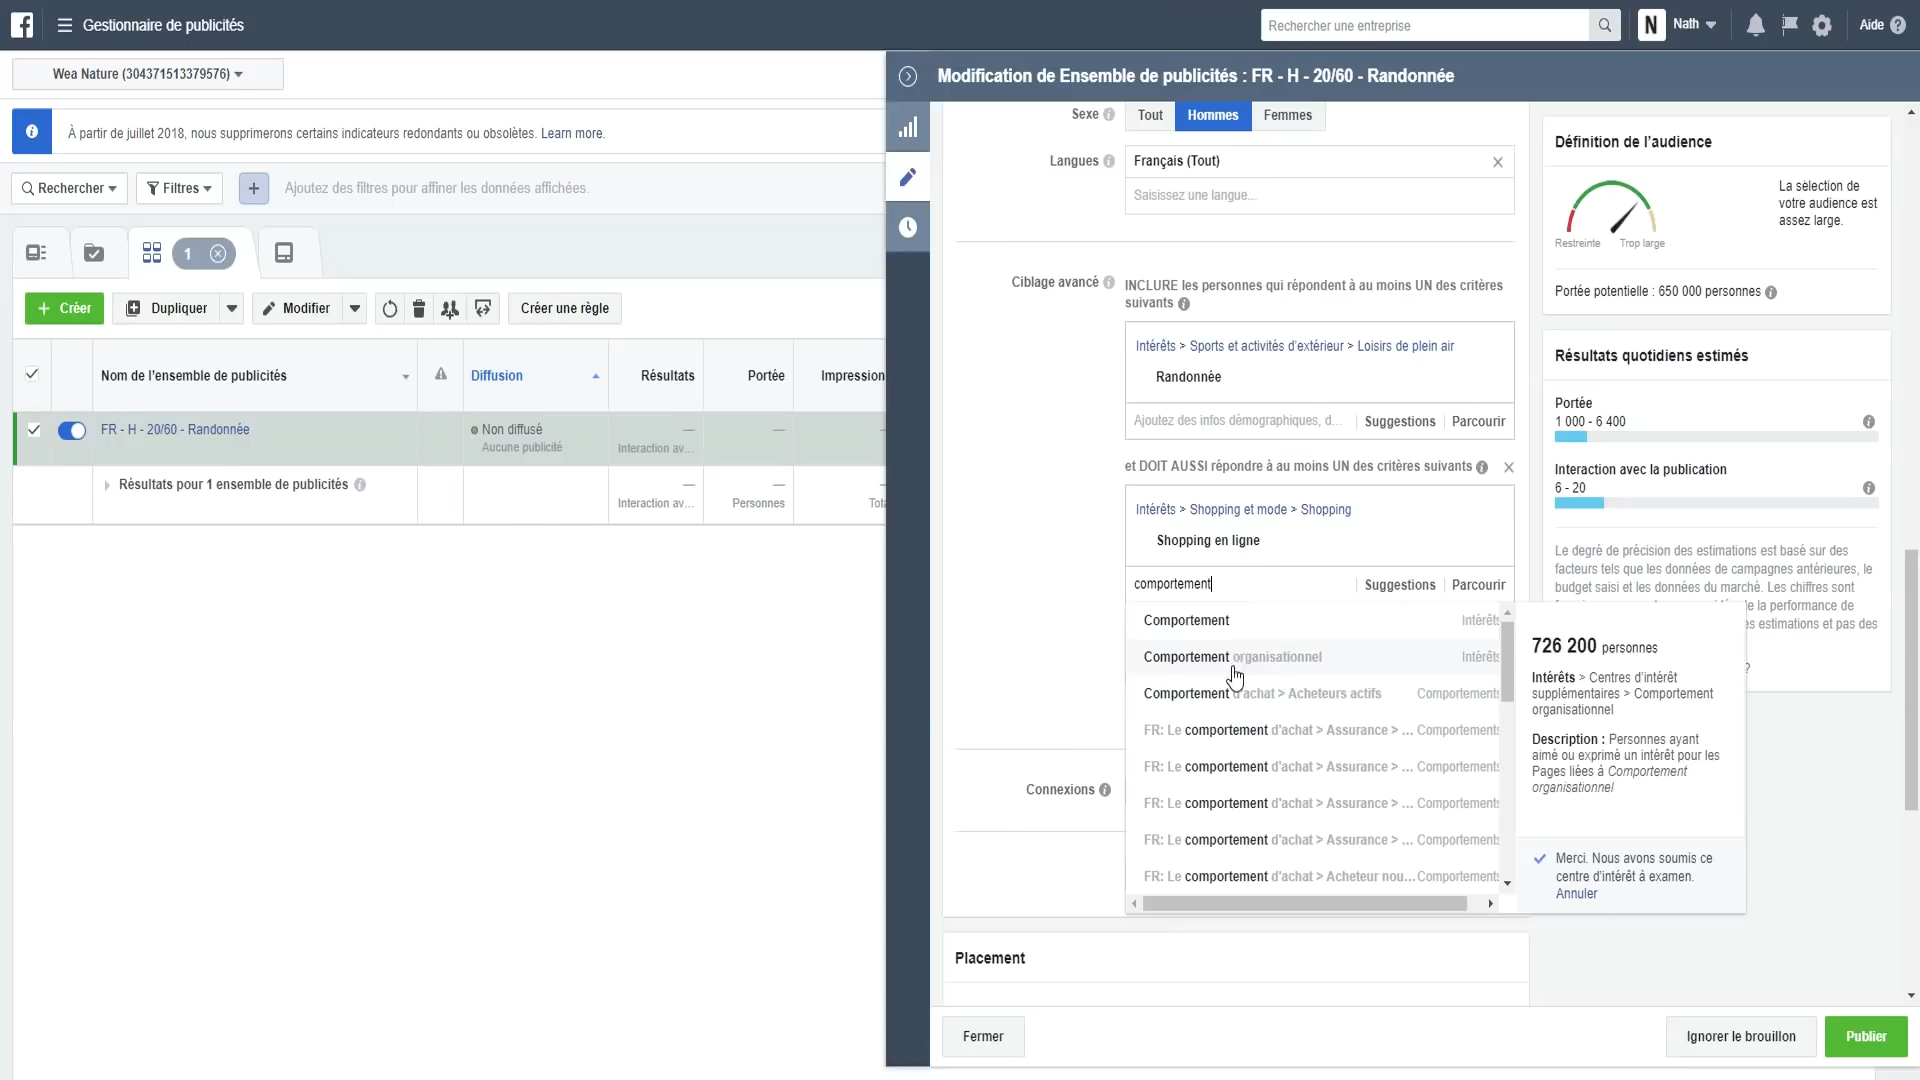 Gestionnaire de publicités
Rechercher une entreprise
N
Nath
Aide
Wea Nature (304371513379576)
À partir de juillet 2018, nous supprimerons certains indicateurs redondants ou obsolètes. Learn more.
Rechercher
Filtres
+
Ajoutez des filtres pour affiner les données affichées.
1
+ Créer
Dupliquer
Modifier
Créer une règle
Nom de l'ensemble de publicités
Diffusion
Résultats
Portée
Impression
FR - H - 20/60 - Randonnée
Non diffusé
Aucune publicité
—
Interaction av...
—
Résultats pour 1 ensemble de publicités
—
Interaction av...
—
Personnes
Tota
Modification de Ensemble de publicités : FR - H - 20/60 - Randonnée
Sexe
Tout
Hommes
Femmes
Langues
Français (Tout)
Saisissez une langue...
Ciblage avancé
INCLURE les personnes qui répondent à au moins UN des critères
suivants
Intérêts > Sports et activités d'extérieur > Loisirs de plein air
Randonnée
Ajoutez des infos démographiques, d...
Suggestions
Parcourir
et DOIT AUSSI répondre à au moins UN des critères suivants
Intérêts > Shopping et mode > Shopping
Shopping en ligne
comportement
Suggestions
Parcourir
Comportement
Intérêts
Comportement organisationnel
Intérêts
Comportement d'achat > Acheteurs actifs
Comportements
FR: Le comportement d'achat > Assurance > ...
Comportements
FR: Le comportement d'achat > Assurance > ...
Comportements
FR: Le comportement d'achat > Assurance > ...
Comportements
FR: Le comportement d'achat > Assurance > ...
Comportements
FR: Le comportement d'achat > Acheteur nou...
Comportements
Connexions
Placement
Fermer
Ignorer le brouillon
Publier
Définition de l'audience
Restreinte
Trop large
La sèlection de
votre audience est
assez large.
Portée potentielle : 650 000 personnes
Résultats quotidiens estimés
Portée
1 000 - 6 400
Interaction avec la publication
6 - 20
Le degré de précision des estimations est basé sur des
facteurs tels que les données de campagnes antérieures, le
budget saisi et les données du marché. Les chiffres sont
de la performance de
es estimations et pas des
?
726 200 personnes
Intérêts > Centres d'intérêt
supplémentaires > Comportement
organisationnel
Description : Personnes ayant
aimé ou exprimé un intérêt pour les
Pages liées à Comportement
organisationnel
Merci. Nous avons soumis ce
centre d'intérêt à examen.
Annuler